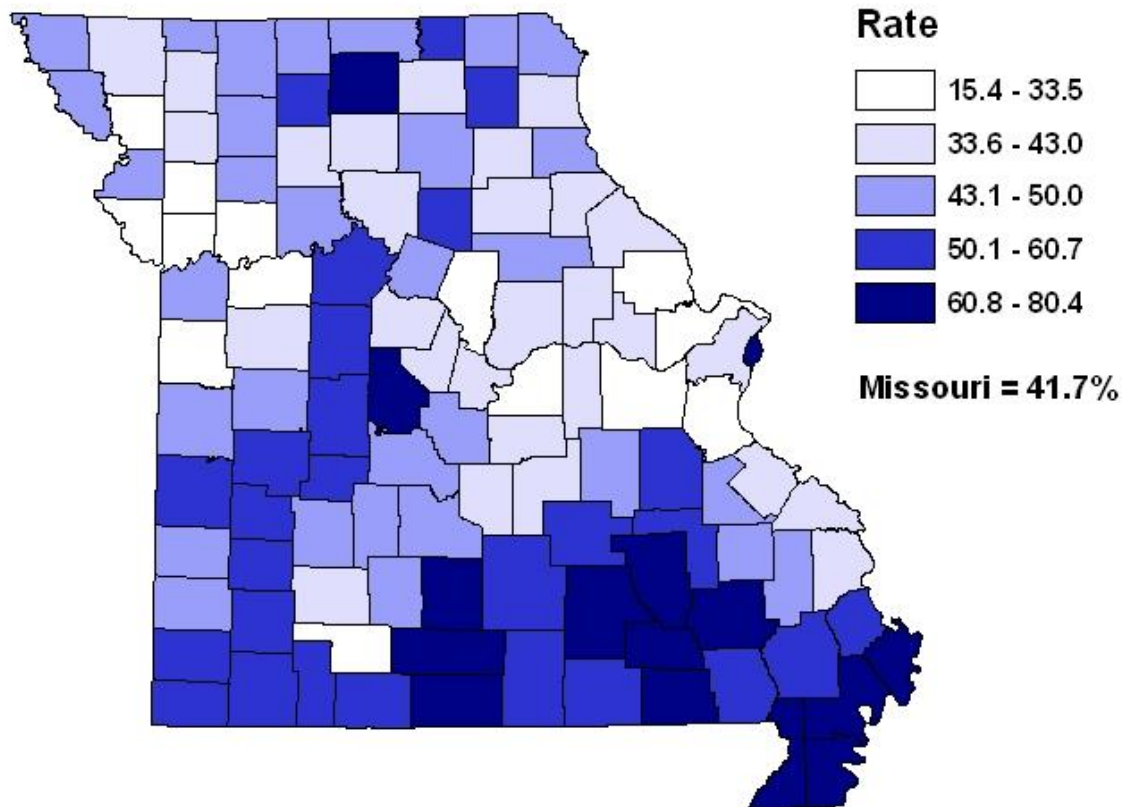 Rate
15.4 - 33.5
33.6 - 43.0
43.1 - 50.0
50.1 - 60.7
60.8 - 80.4
Missouri = 41.7%